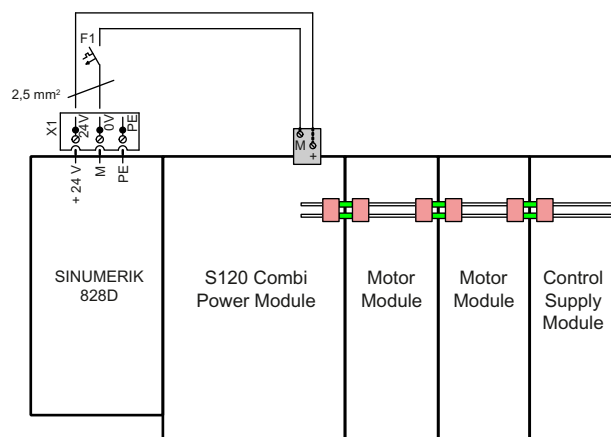 F1
2,5 mm²
X1
24V
0V
PE
M
+
+ 24 V
M
PE
SINUMERIK
828D
S120 Combi
Power Module
Motor
Module
Motor
Module
Control
Supply
Module